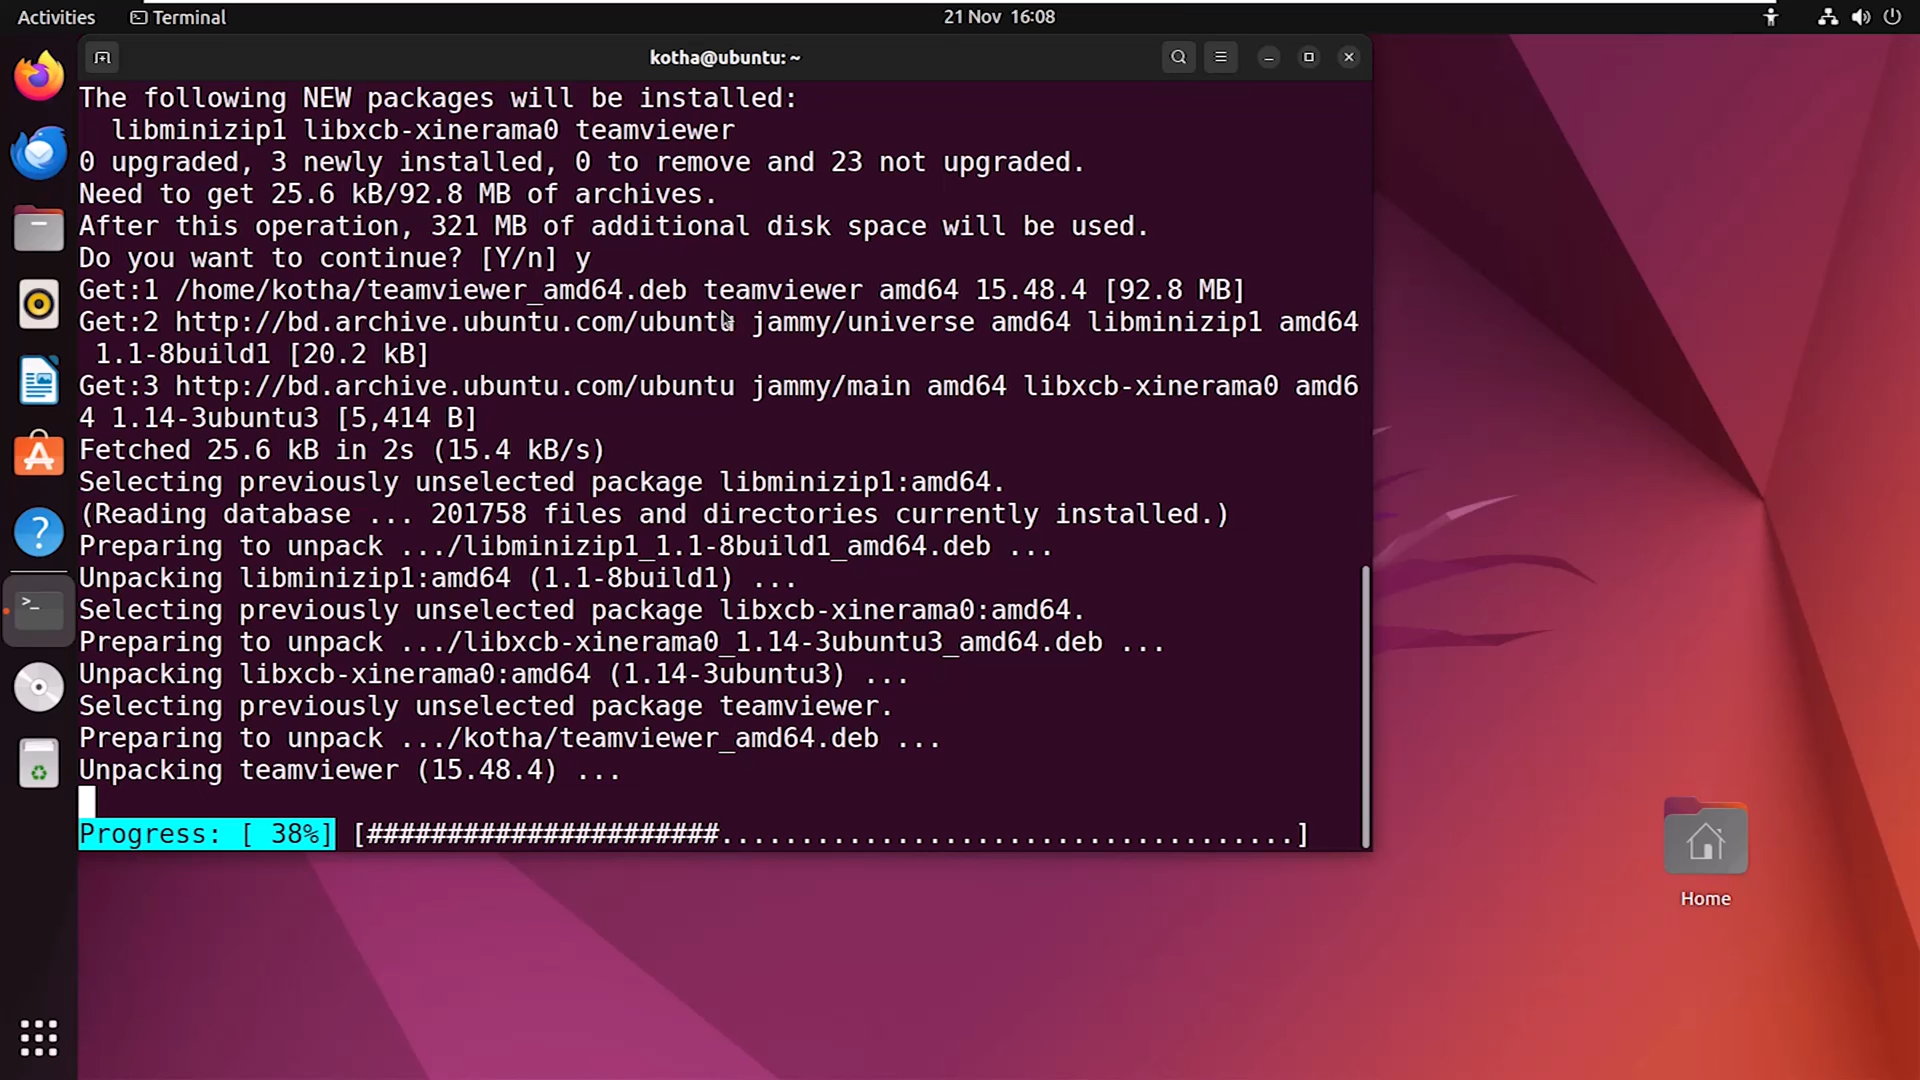 Activities
Terminal
21 Nov 16:08
kotha@ubuntu: ~
The following NEW packages will be installed:
  libminizip1 libxcb-xinerama0 teamviewer
0 upgraded, 3 newly installed, 0 to remove and 23 not upgraded.
Need to get 25.6 kB/92.8 MB of archives.
After this operation, 321 MB of additional disk space will be used.
Do you want to continue? [Y/n] y
Get:1 /home/kotha/teamviewer_amd64.deb teamviewer amd64 15.48.4 [92.8 MB]
Get:2 http://bd.archive.ubuntu.com/ubuntu jammy/universe amd64 libminizip1 amd64
 1.1-8build1 [20.2 kB]
Get:3 http://bd.archive.ubuntu.com/ubuntu jammy/main amd64 libxcb-xinerama0 amd6
4 1.14-3ubuntu3 [5,414 B]
Fetched 25.6 kB in 2s (15.4 kB/s)
Selecting previously unselected package libminizip1:amd64.
(Reading database ... 201758 files and directories currently installed.)
Preparing to unpack .../libminizip1_1.1-8build1_amd64.deb ...
Unpacking libminizip1:amd64 (1.1-8build1) ...
Selecting previously unselected package libxcb-xinerama0:amd64.
Preparing to unpack .../libxcb-xinerama0_1.14-3ubuntu3_amd64.deb ...
Unpacking libxcb-xinerama0:amd64 (1.14-3ubuntu3) ...
Selecting previously unselected package teamviewer.
Preparing to unpack .../kotha/teamviewer_amd64.deb ...
Unpacking teamviewer (15.48.4) ...
Progress: [ 38%] [######################....................................]
Home